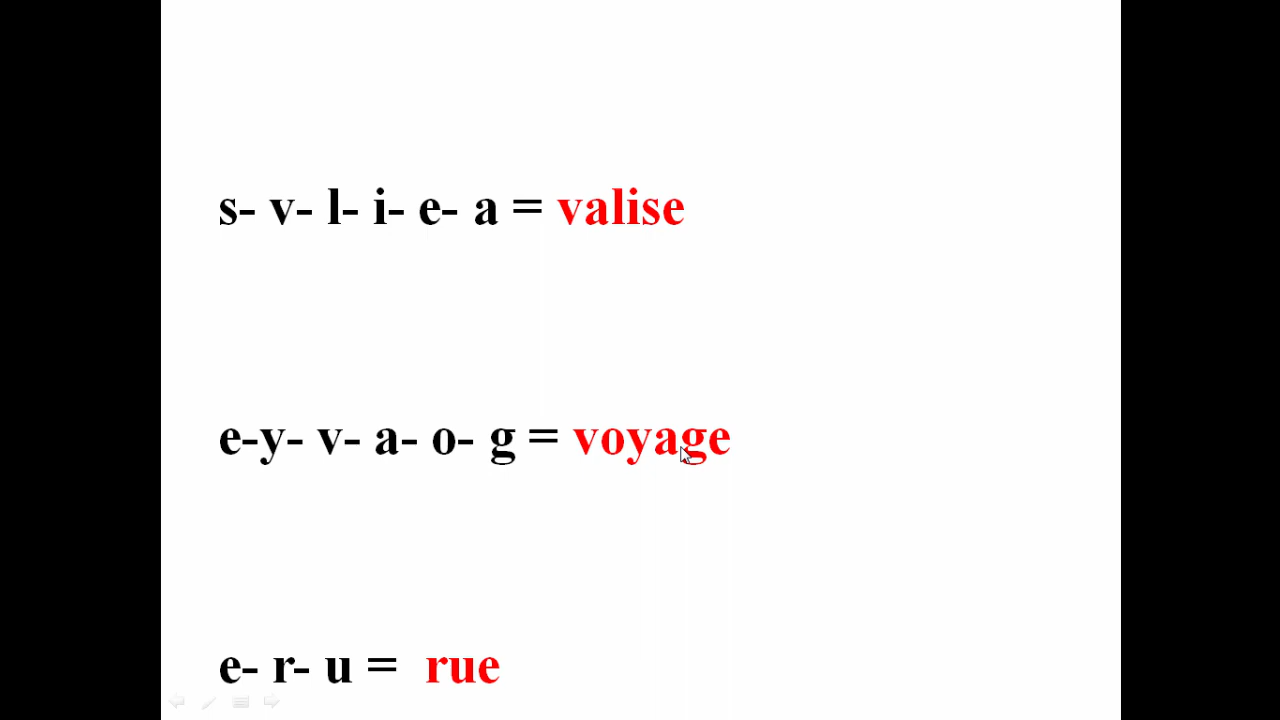 s- v- l- i- e- a = valise
e-y- v- a- o- g = voyage
e- r- u = rue